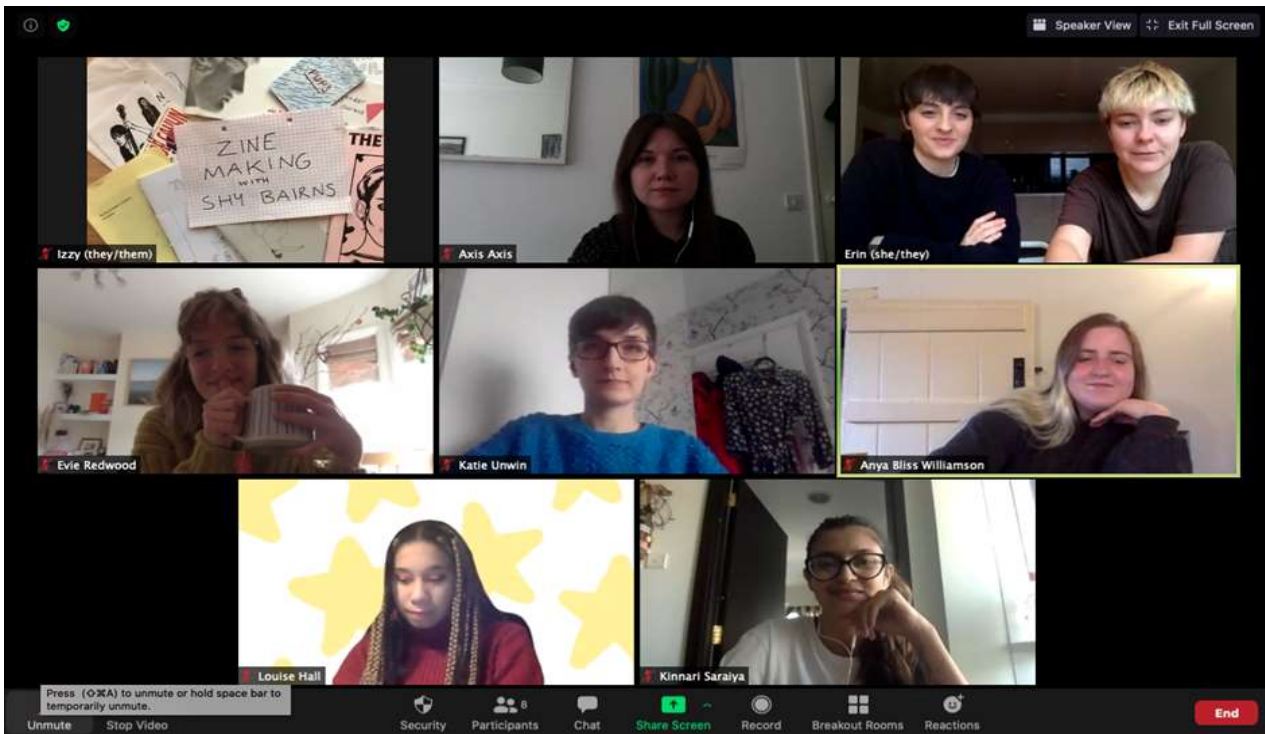 Speaker View
Exit Full Screen
ZINE
MAKING
WITH
SHY BAIRNS
THE
Izzy (they/them)
Axis Axis
Erin (she/they)
Evie Redwood
Katie Unwin
Anya Bliss Williamson
Louise Hall
Kinnari Saraiya
Press (⇧⌘A) to unmute or hold space bar to
temporarily unmute.
Unmute
Stop Video
Security
Participants
8
Chat
Share Screen
Record
Breakout Rooms
Reactions
End